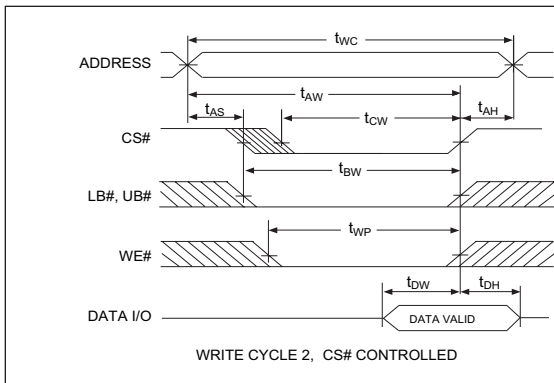 tWC
ADDRESS
tAW
tAS
tCW
tAH
CS#
tBW
LB#, UB#
tWP
WE#
tDW
tDH
DATA I/O
DATA VALID
WRITE CYCLE 2, CS# CONTROLLED